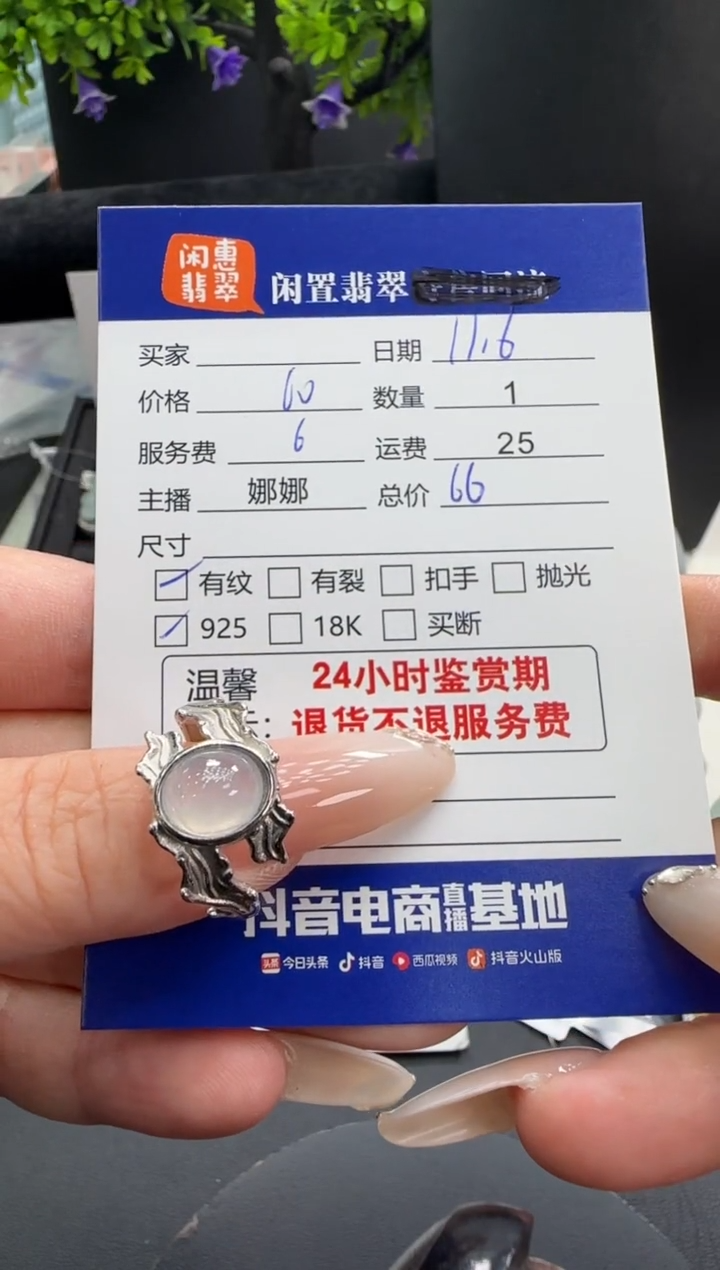 闲惠
翡翠
闲置翡翠
买家 日期 11.6
价格 60 数量 1
服务费 6 运费 25
主播 娜娜 总价 66
尺寸
有纹 有裂 扣手 抛光
925 18K 买断
温馨 24小时鉴赏期
: 退货不退服务费
抖音电商直播基地
头条 今日头条 抖音 西瓜视频 抖音火山版